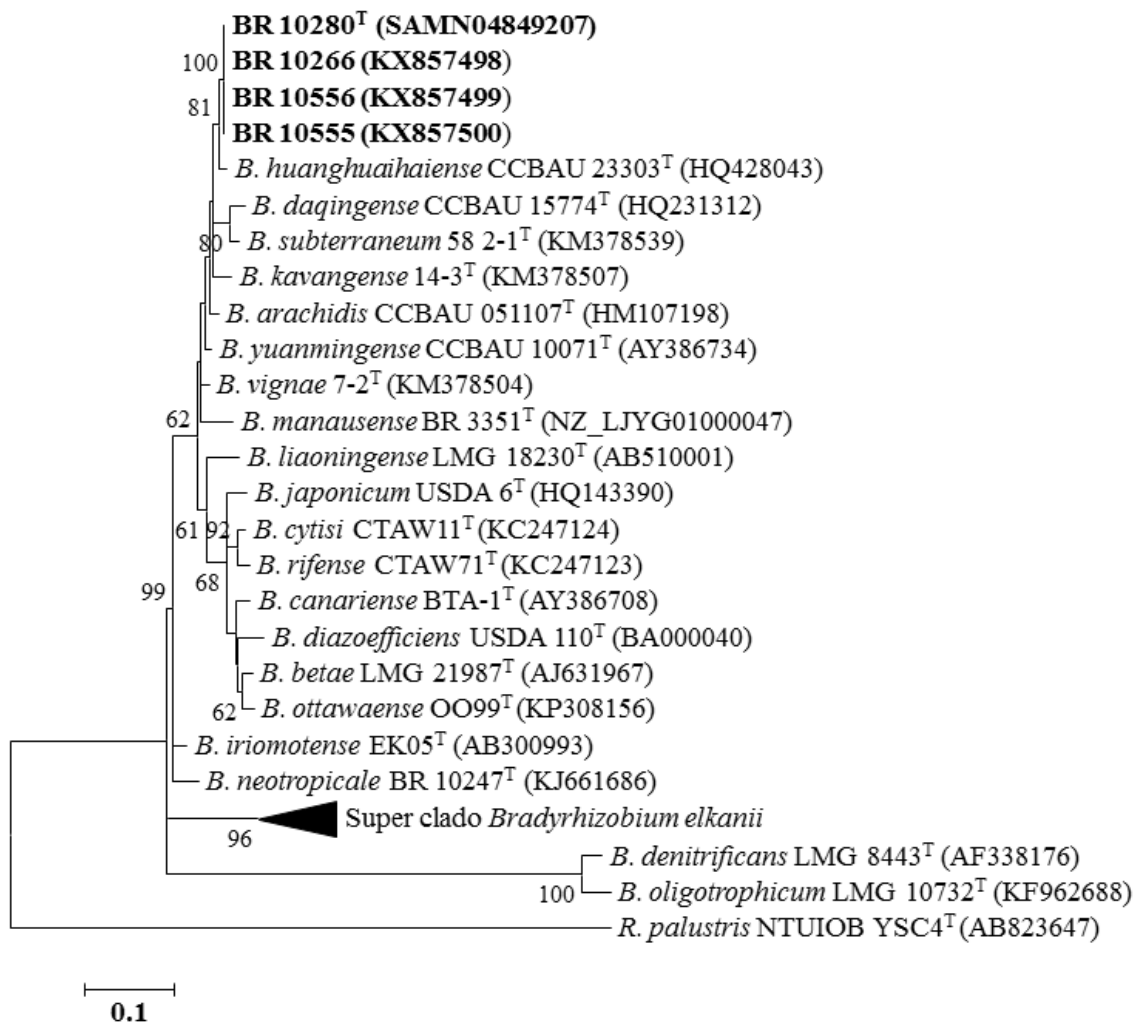 BR 10280ᵀ (SAMN04849207)
100
BR 10266 (KX857498)
BR 10556 (KX857499)
81
BR 10555 (KX857500)
B. huanghuaihaiense CCBAU 23303ᵀ (HQ428043)
B. daqingense CCBAU 15774ᵀ (HQ231312)
80
B. subterraneum 58 2-1ᵀ (KM378539)
B. kavangense 14-3ᵀ (KM378507)
B. arachidis CCBAU 051107ᵀ (HM107198)
B. yuanmingense CCBAU 10071ᵀ (AY386734)
B. vignae 7-2ᵀ (KM378504)
62
B. manausense BR 3351ᵀ (NZ_LJYG01000047)
B. liaoningense LMG 18230ᵀ (AB510001)
B. japonicum USDA 6ᵀ (HQ143390)
61 92
B. cytisi CTAW11ᵀ (KC247124)
B. rifense CTAW71ᵀ (KC247123)
68
99
B. canariense BTA-1ᵀ (AY386708)
B. diazoefficiens USDA 110ᵀ (BA000040)
B. betae LMG 21987ᵀ (AJ631967)
62
B. ottawaense OO99ᵀ (KP308156)
B. iriomotense EK05ᵀ (AB300993)
B. neotropicale BR 10247ᵀ (KJ661686)
Super clado Bradyrhizobium elkanii
96
B. denitrificans LMG 8443ᵀ (AF338176)
100
B. oligotrophicum LMG 10732ᵀ (KF962688)
R. palustris NTUIOB YSC4ᵀ (AB823647)
0.1